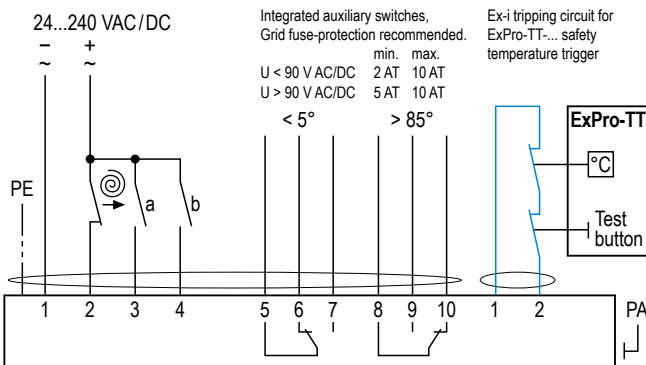 24...240 VAC/DC
– +
~ ~
Integrated auxiliary switches,
Grid fuse-protection recommended.
min. max.
U < 90 V AC/DC 2 AT 10 AT
U > 90 V AC/DC 5 AT 10 AT
< 5° > 85°
Ex-i tripping circuit for
ExPro-TT-... safety
temperature trigger
ExPro-TT
°C
Test
button
PE
a
b
1 2 3 4 5 6 7 8 9 10 1 2
PA